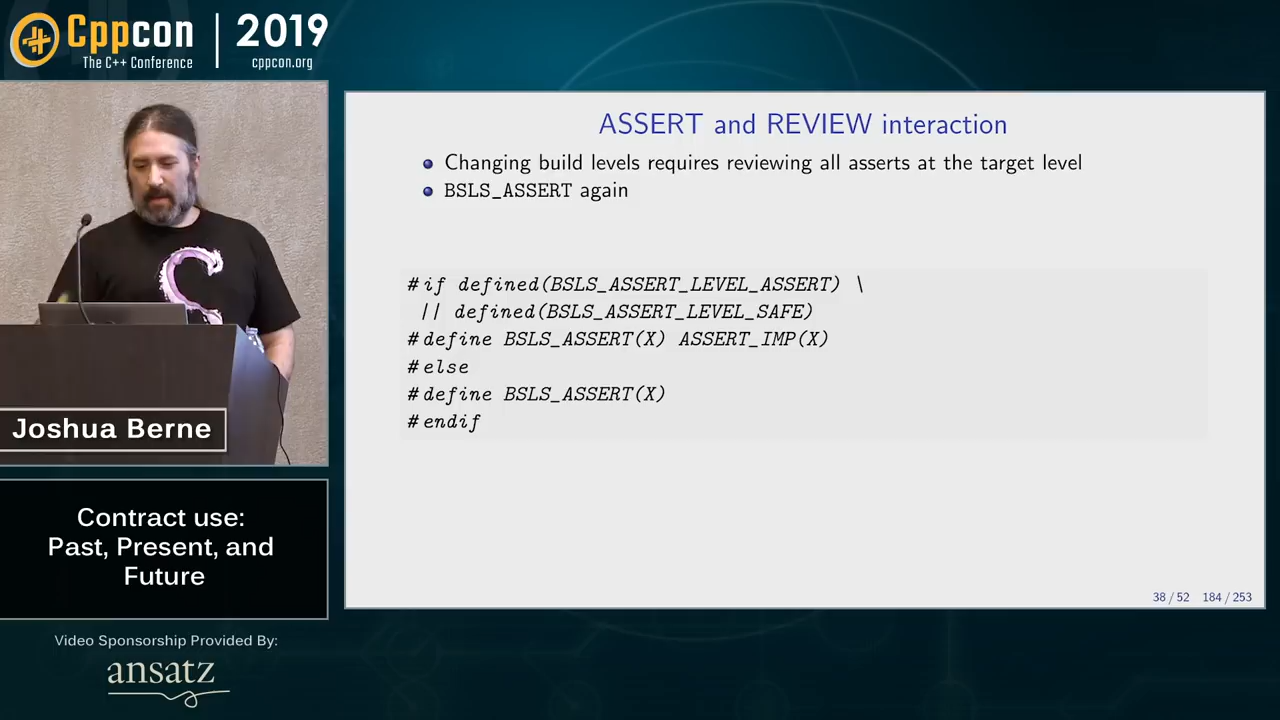 Cppcon
The C++ Conference
2019
cppcon.org
ASSERT and REVIEW interaction
Changing build levels requires reviewing all asserts at the target level
BSLS_ASSERT again
#if defined(BSLS_ASSERT_LEVEL_ASSERT) \
|| defined(BSLS_ASSERT_LEVEL_SAFE)
#define BSLS_ASSERT(X) ASSERT_IMP(X)
#else
#define BSLS_ASSERT(X)
#endif
38 / 52 184 / 253
Joshua Berne
Contract use:
Past, Present, and
Future
Video Sponsorship Provided By:
ansatz